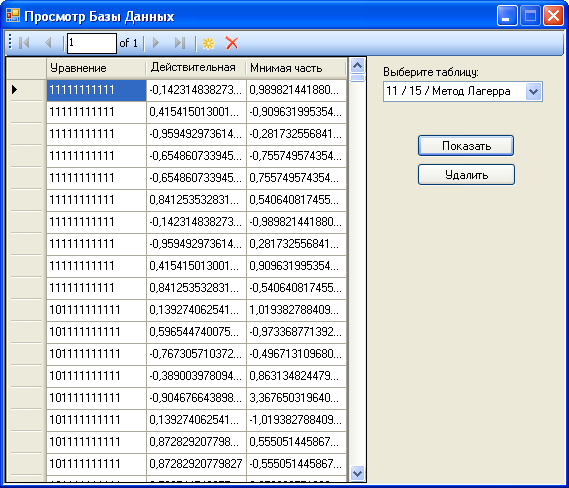 Просмотр Базы Данных
1 of 1
Уравнение Действительная Мнимая часть
11111111111 -0,142314838273... 0,989821441880...
11111111111 0,415415013001... -0,909631995354...
11111111111 -0,959492973614... -0,281732556841...
11111111111 -0,654860733945... -0,755749574354...
11111111111 -0,654860733945... 0,755749574354...
11111111111 0,841253532831... 0,540640817455...
11111111111 -0,142314838273... -0,989821441880...
11111111111 -0,959492973614... 0,281732556841...
11111111111 0,415415013001... 0,909631995354...
11111111111 0,841253532831... -0,540640817455...
101111111111 0,139274062541... 1,019382788409...
101111111111 0,596544740075... -0,973368771392...
101111111111 -0,767305710372... -0,496713109680...
101111111111 -0,389003978094... 0,863134824479...
101111111111 -0,904676643898... 3,367650319640...
101111111111 0,139274062541... -1,019382788409...
101111111111 0,872829207798... 0,555051445867...
101111111111 0,87282920779827 -0,555051445867...
Выберите таблицу:
11 / 15 / Метод Лагерра
Показать
Удалить